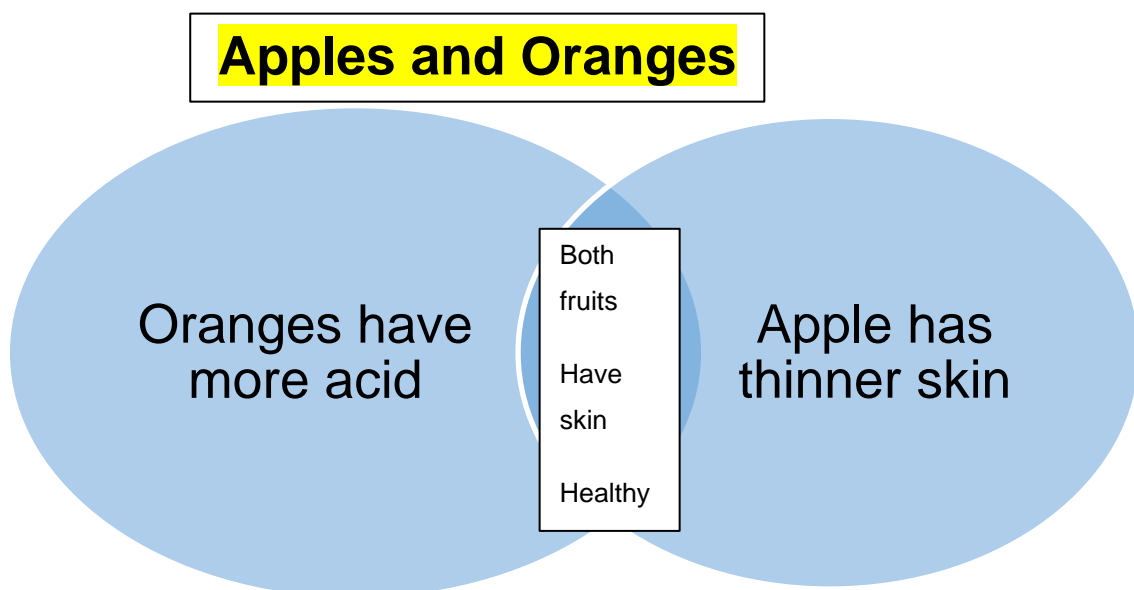 Apples and Oranges
Oranges have
more acid
Both
fruits
Have
skin
Healthy
Apple has
thinner skin